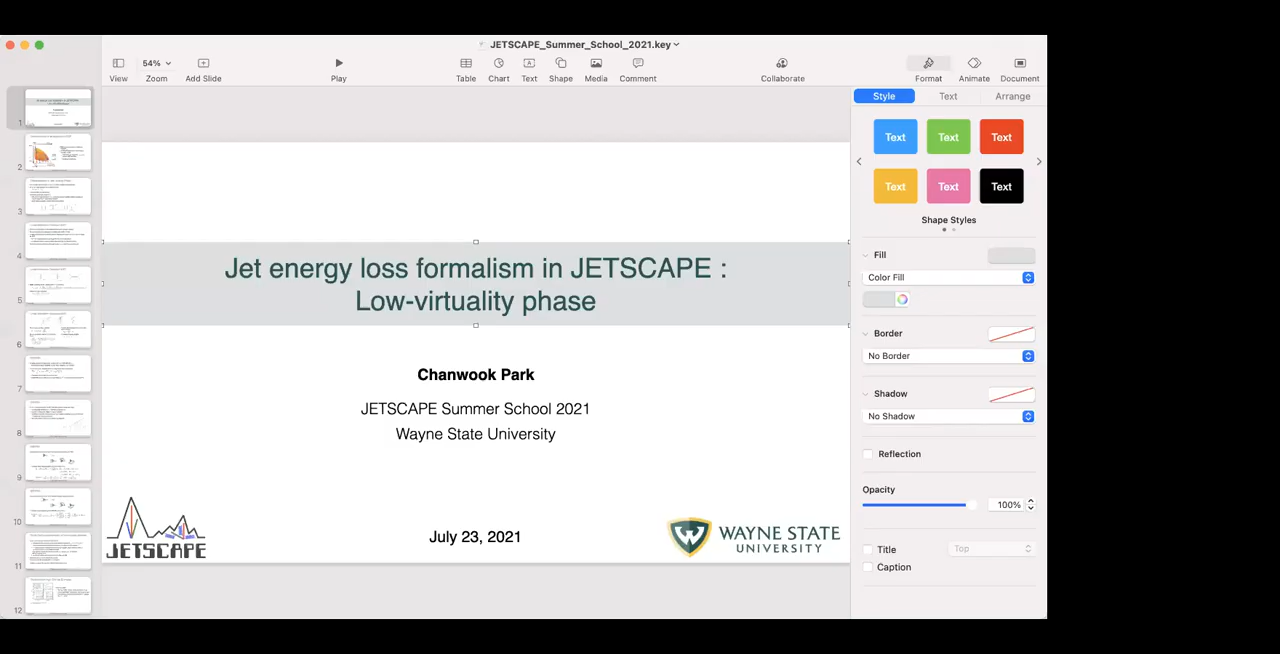 JETSCAPE_Summer_School_2021.key
54%
View
Zoom
Add Slide
Play
Table
Chart
Text
Shape
Media
Comment
Collaborate
Format
Animate
Document
Style
Text
Arrange
1
2
3
4
5
6
7
8
9
10
11
12
Jet energy loss formalism in JETSCAPE :
Low-virtuality phase
Chanwook Park
JETSCAPE Summer School 2021
Wayne State University
JETSCAPE
July 23, 2021
W
WAYNE STATE
UNIVERSITY
Text
Text
Text
Text
Text
Text
Shape Styles
Fill
Color Fill
Border
No Border
Shadow
No Shadow
Reflection
Opacity
100%
Title
Top
Caption